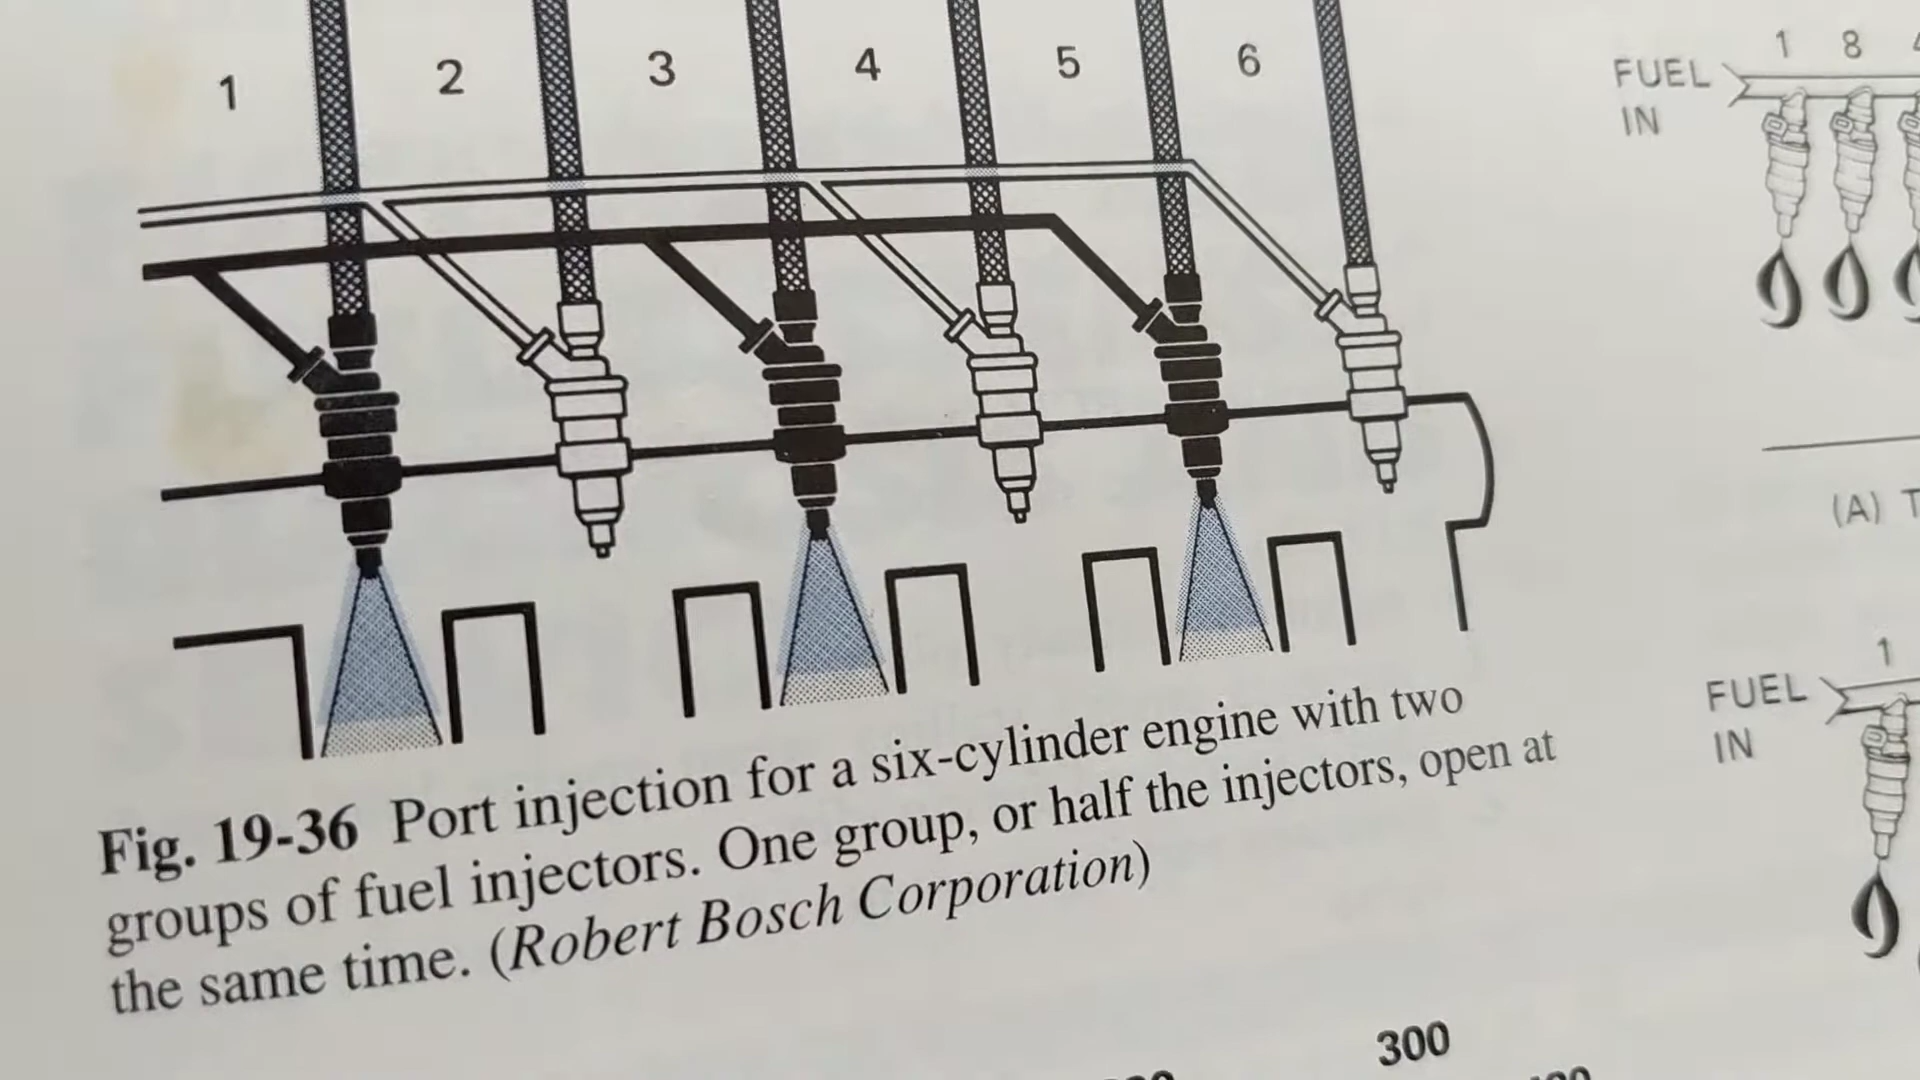 1 2 3 4 5 6
Fig. 19-36 Port injection for a six-cylinder engine with two
groups of fuel injectors. One group, or half the injectors, open at
the same time. (Robert Bosch Corporation)
FUEL
IN
1 8
(A) T
1
FUEL
IN
300